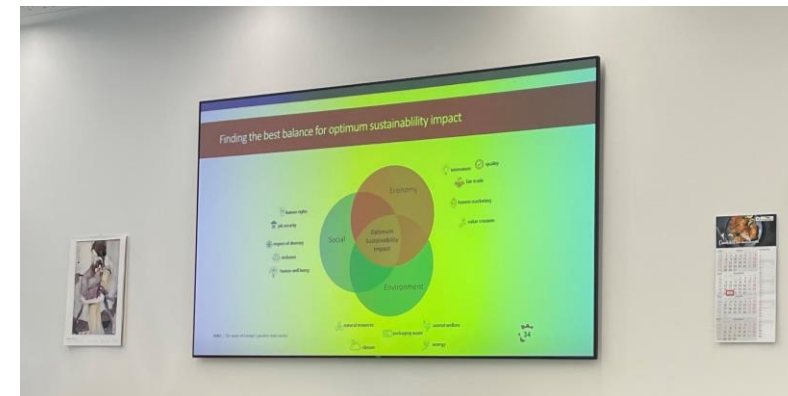 Finding the best balance for optimum sustainablility impact
Economy
Social
Optimum
Sustainability
Impact
Environment
innovation
quality
fair trade
honest marketing
value creation
human rights
job security
respect of diversity
inclusion
human well being
natural resources
animal welfare
packaging waste
climate
energy
34